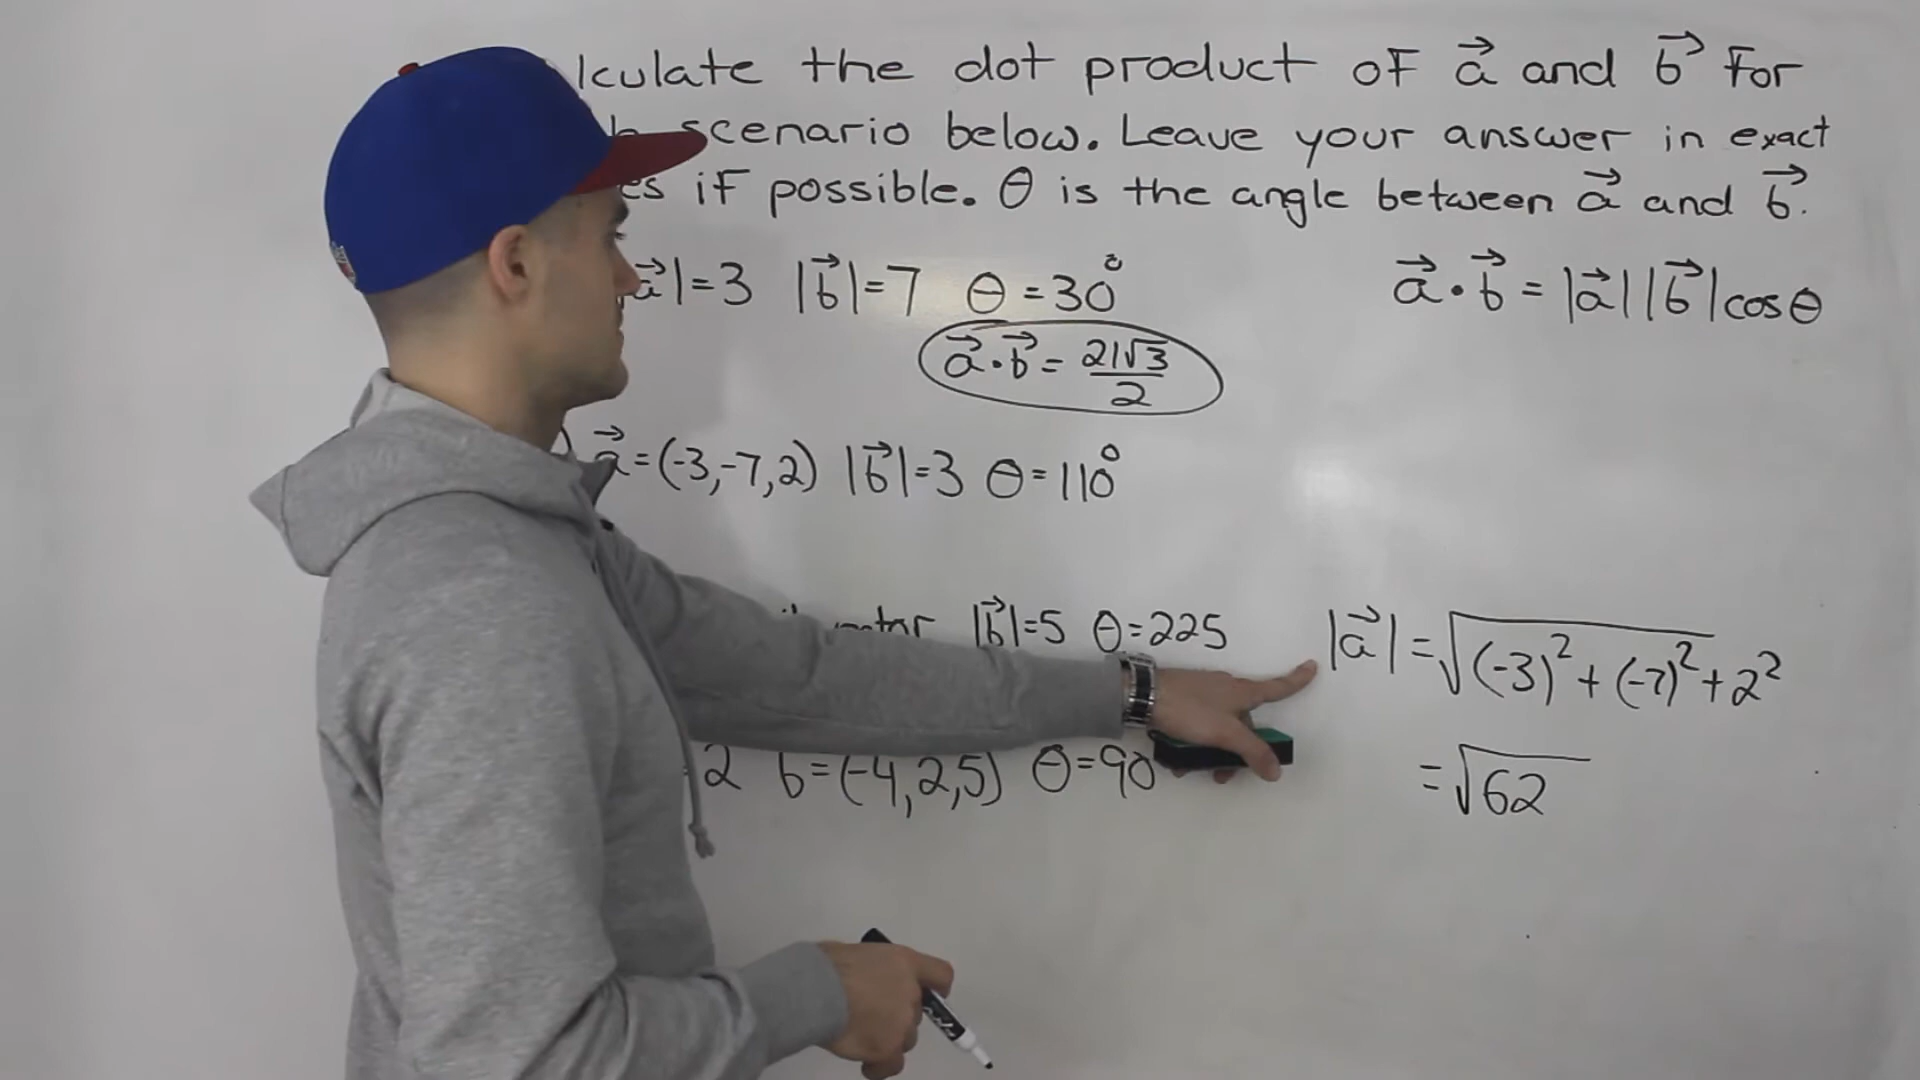 lculate the dot product of a⃗ and b⃗ for
scenario below. Leave your answer in exact
es if possible. θ is the angle between a⃗ and b⃗.
a⃗|=3 |b⃗|=7 θ=30°
a⃗·b⃗=|a⃗||b⃗|cosθ
a⃗·b⃗=21√3/2
a⃗=(-3,-7,2) |b⃗|=3 θ=110°
|b⃗|=5 θ=225
|a⃗|=√(-3)²+(-7)²+2²
2 b=(-4,2,5) θ=90
=√62